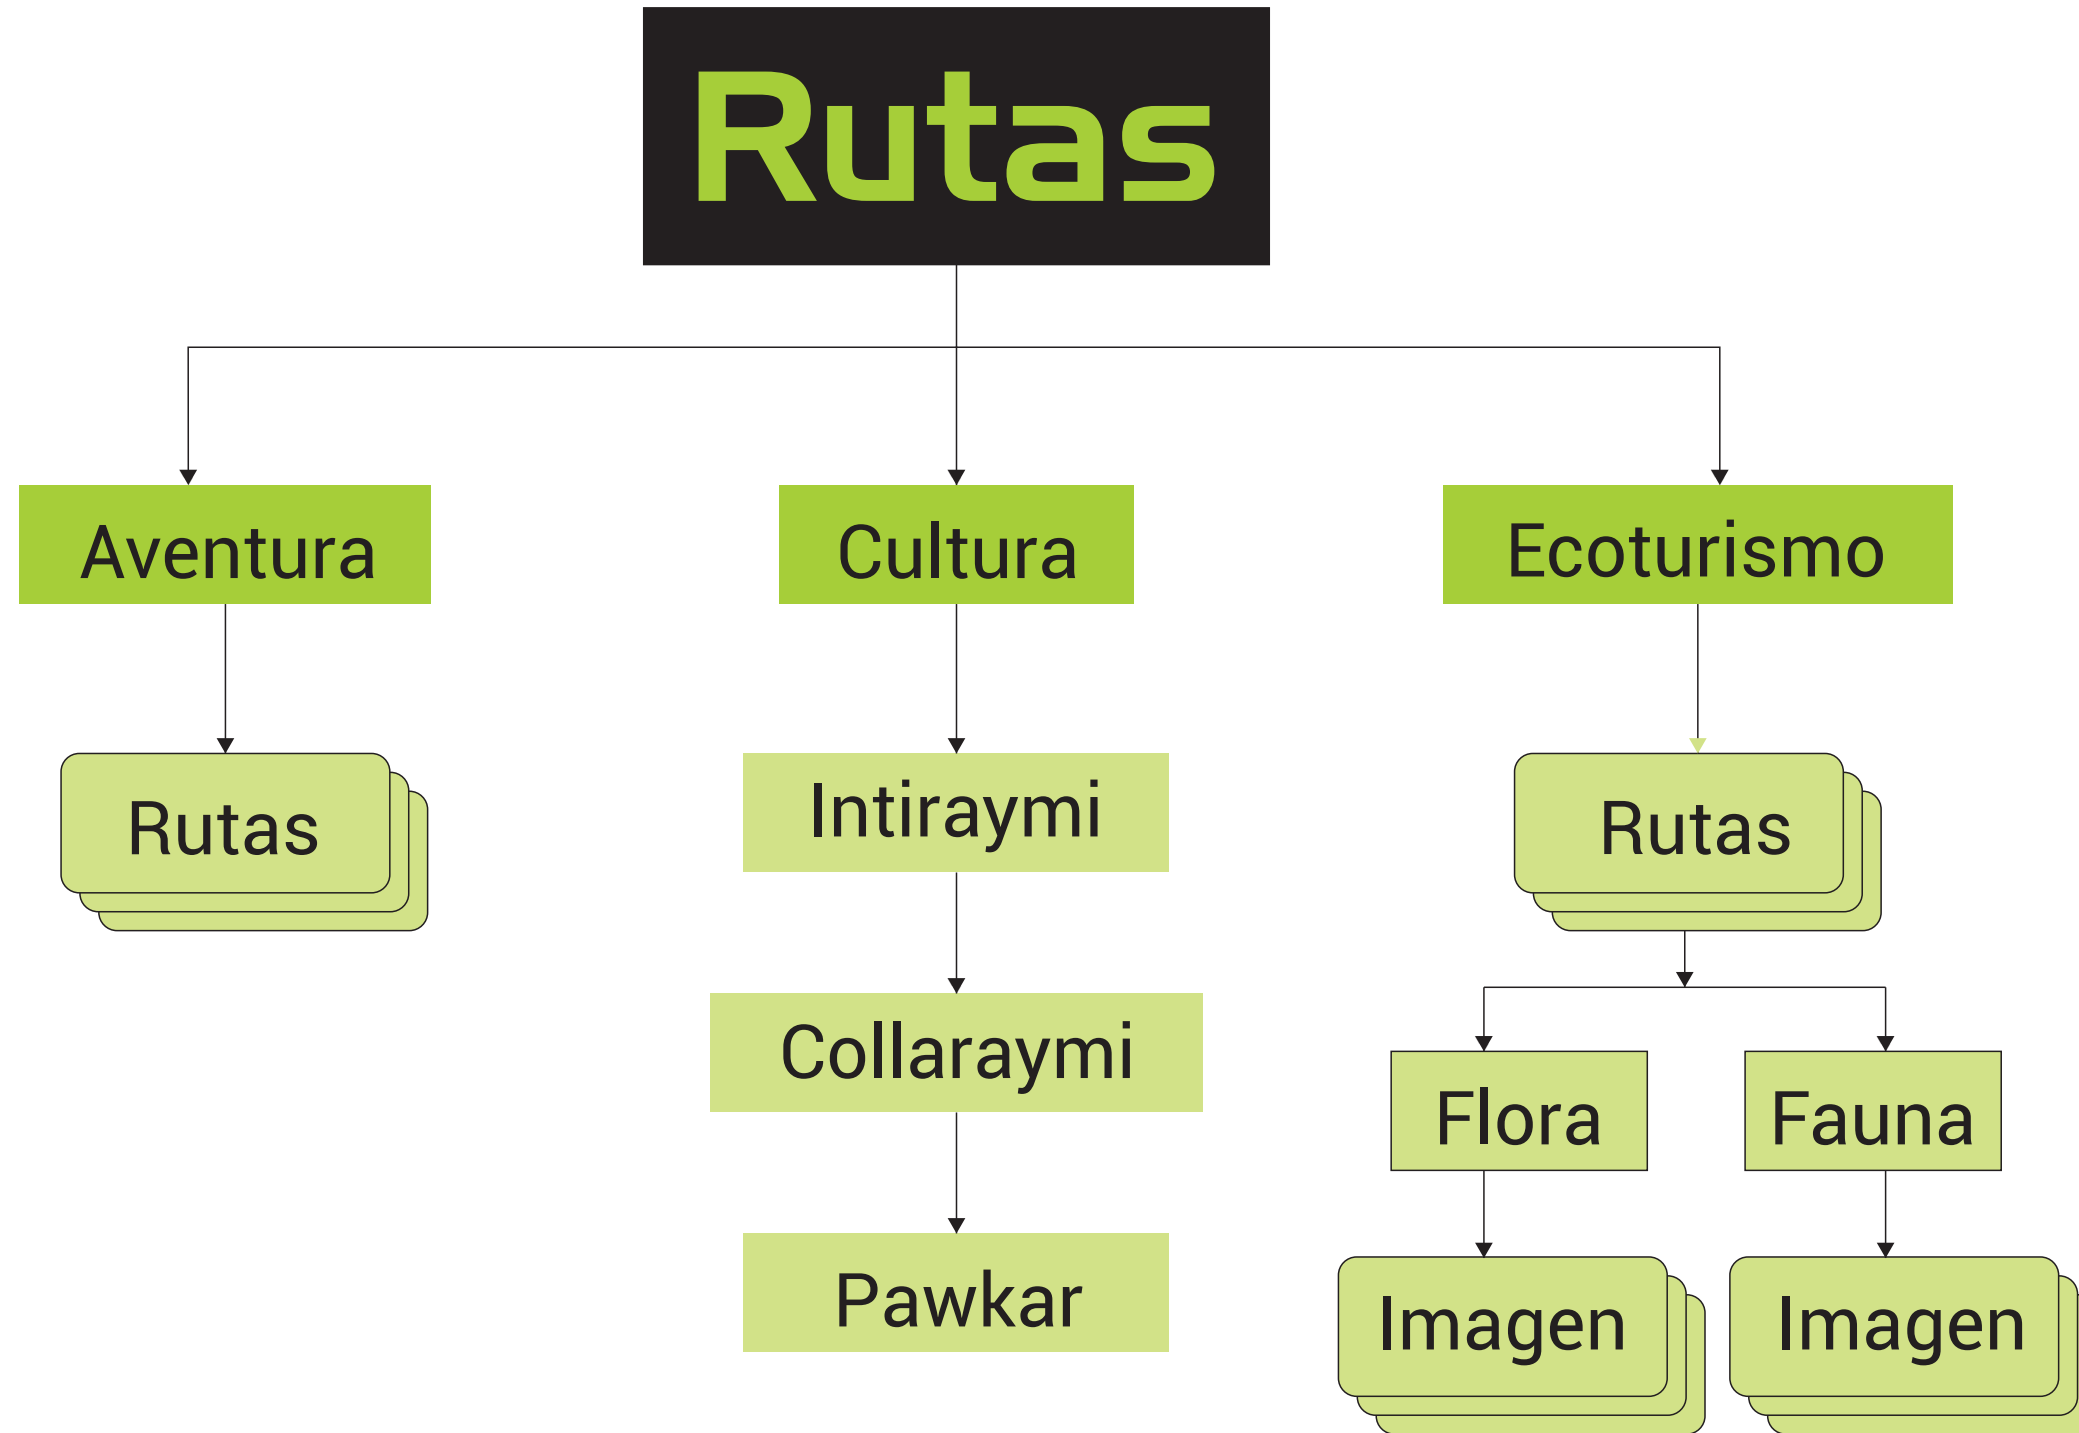 Rutas
Aventura
Cultura
Ecoturismo
Rutas
Intiraymi
Rutas
Collaraymi
Flora
Fauna
Pawkar
Imagen
Imagen